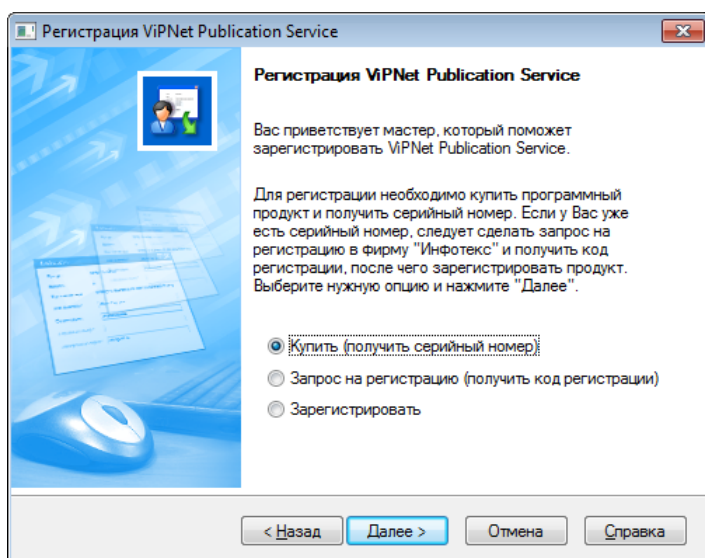 Регистрация ViPNet Publication Service
Регистрация ViPNet Publication Service
Вас приветствует мастер, который поможет
зарегистрировать ViPNet Publication Service.
Для регистрации необходимо купить программный
продукт и получить серийный номер. Если у Вас уже
есть серийный номер, следует сделать запрос на
регистрацию в фирму "Инфотекс" и получить код
регистрации, после чего зарегистрировать продукт.
Выберите нужную опцию и нажмите "Далее".
Купить (получить серийный номер)
Запрос на регистрацию (получить код регистрации)
Зарегистрировать
< Назад Далее > Отмена Справка